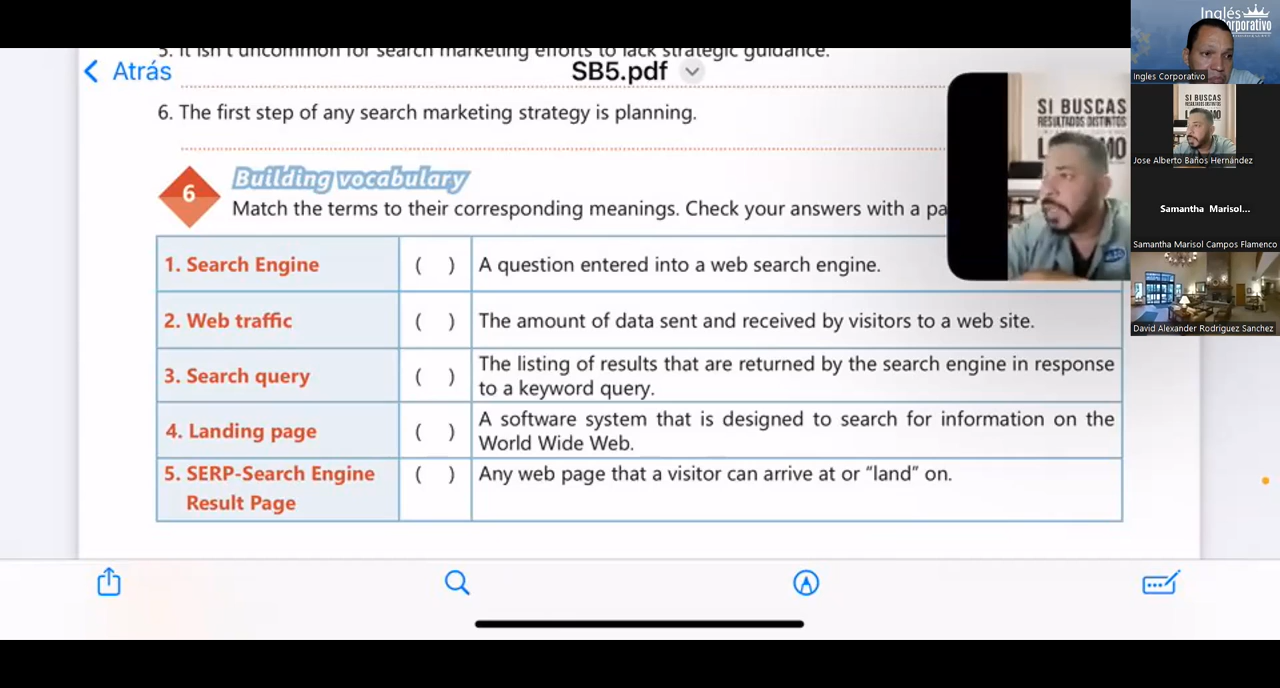 5. It isn't uncommon for search marketing efforts to lack strategic guidance.
Atrás
SB5.pdf
6. The first step of any search marketing strategy is planning.
6
Building vocabulary
Match the terms to their corresponding meanings. Check your answers with a pa
1. Search Engine ( ) A question entered into a web search engine.
2. Web traffic ( ) The amount of data sent and received by visitors to a web site.
3. Search query ( ) The listing of results that are returned by the search engine in response
to a keyword query.
4. Landing page ( ) A software system that is designed to search for information on the
World Wide Web.
5. SERP-Search Engine ( ) Any web page that a visitor can arrive at or “land” on.
Result Page
SI BUSCAS
RESULTADOS DISTINTOS
Inglés
Corporativo
Ingles Corporativo
SI BUSCAS
RESULTADOS DISTINTOS
Jose Alberto Baños Hernández
Samantha Marisol...
Samantha Marisol Campos Flamenco
David Alexander Rodriguez Sanchez